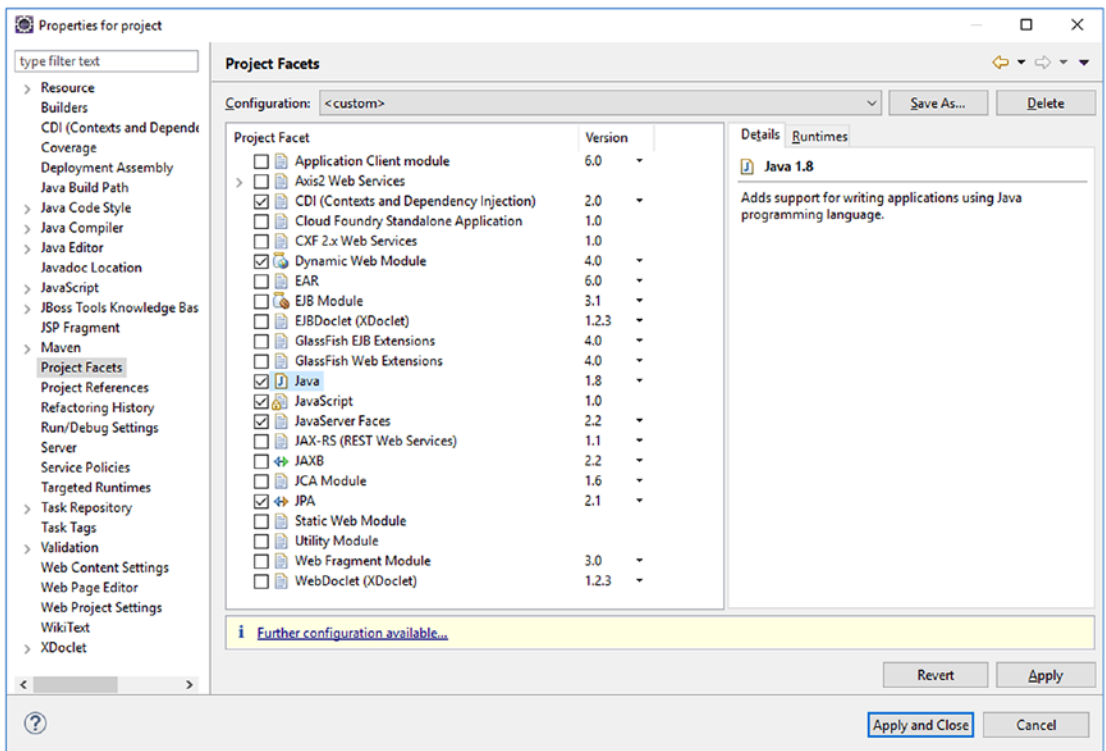 Properties for project
type filter text
Resource
Builders
CDI (Contexts and Depende
Coverage
Deployment Assembly
Java Build Path
Java Code Style
Java Compiler
Java Editor
Javadoc Location
JavaScript
JBoss Tools Knowledge Bas
JSP Fragment
Maven
Project Facets
Project References
Refactoring History
Run/Debug Settings
Server
Service Policies
Targeted Runtimes
Task Repository
Task Tags
Validation
Web Content Settings
Web Page Editor
Web Project Settings
WikiText
XDoclet
Project Facets
Configuration: <custom> Save As... Delete
Project Facet Version
Application Client module 6.0
Axis2 Web Services
CDI (Contexts and Dependency Injection) 2.0
Cloud Foundry Standalone Application 1.0
CXF 2.x Web Services 1.0
Dynamic Web Module 4.0
EAR 6.0
EJB Module 3.1
EJBDoclet (XDoclet) 1.2.3
GlassFish EJB Extensions 4.0
GlassFish Web Extensions 4.0
Java 1.8
JavaScript 1.0
JavaServer Faces 2.2
JAX-RS (REST Web Services) 1.1
JAXB 2.2
JCA Module 1.6
JPA 2.1
Static Web Module
Utility Module
Web Fragment Module 3.0
WebDoclet (XDoclet) 1.2.3
Details Runtimes
Java 1.8
Adds support for writing applications using Java
programming language.
Further configuration available...
Revert Apply
Apply and Close Cancel